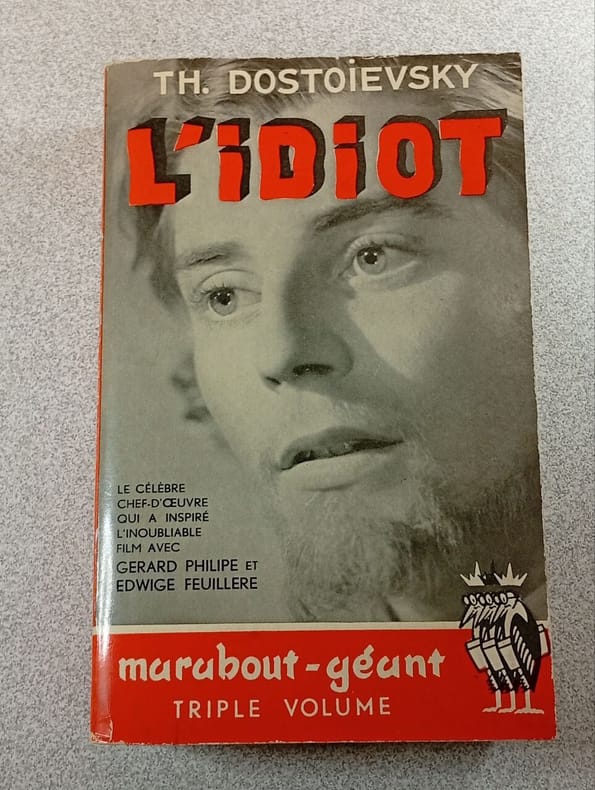 TH. DOSTOÏEVSKY
L'IDIOT
LE CÉLÈBRE
CHEF-D'ŒUVRE
QUI A INSPIRÉ
L'INOUBLIABLE
FILM AVEC
GERARD PHILIPE ET
EDWIGE FEUILLERE
marabout-géant
TRIPLE VOLUME